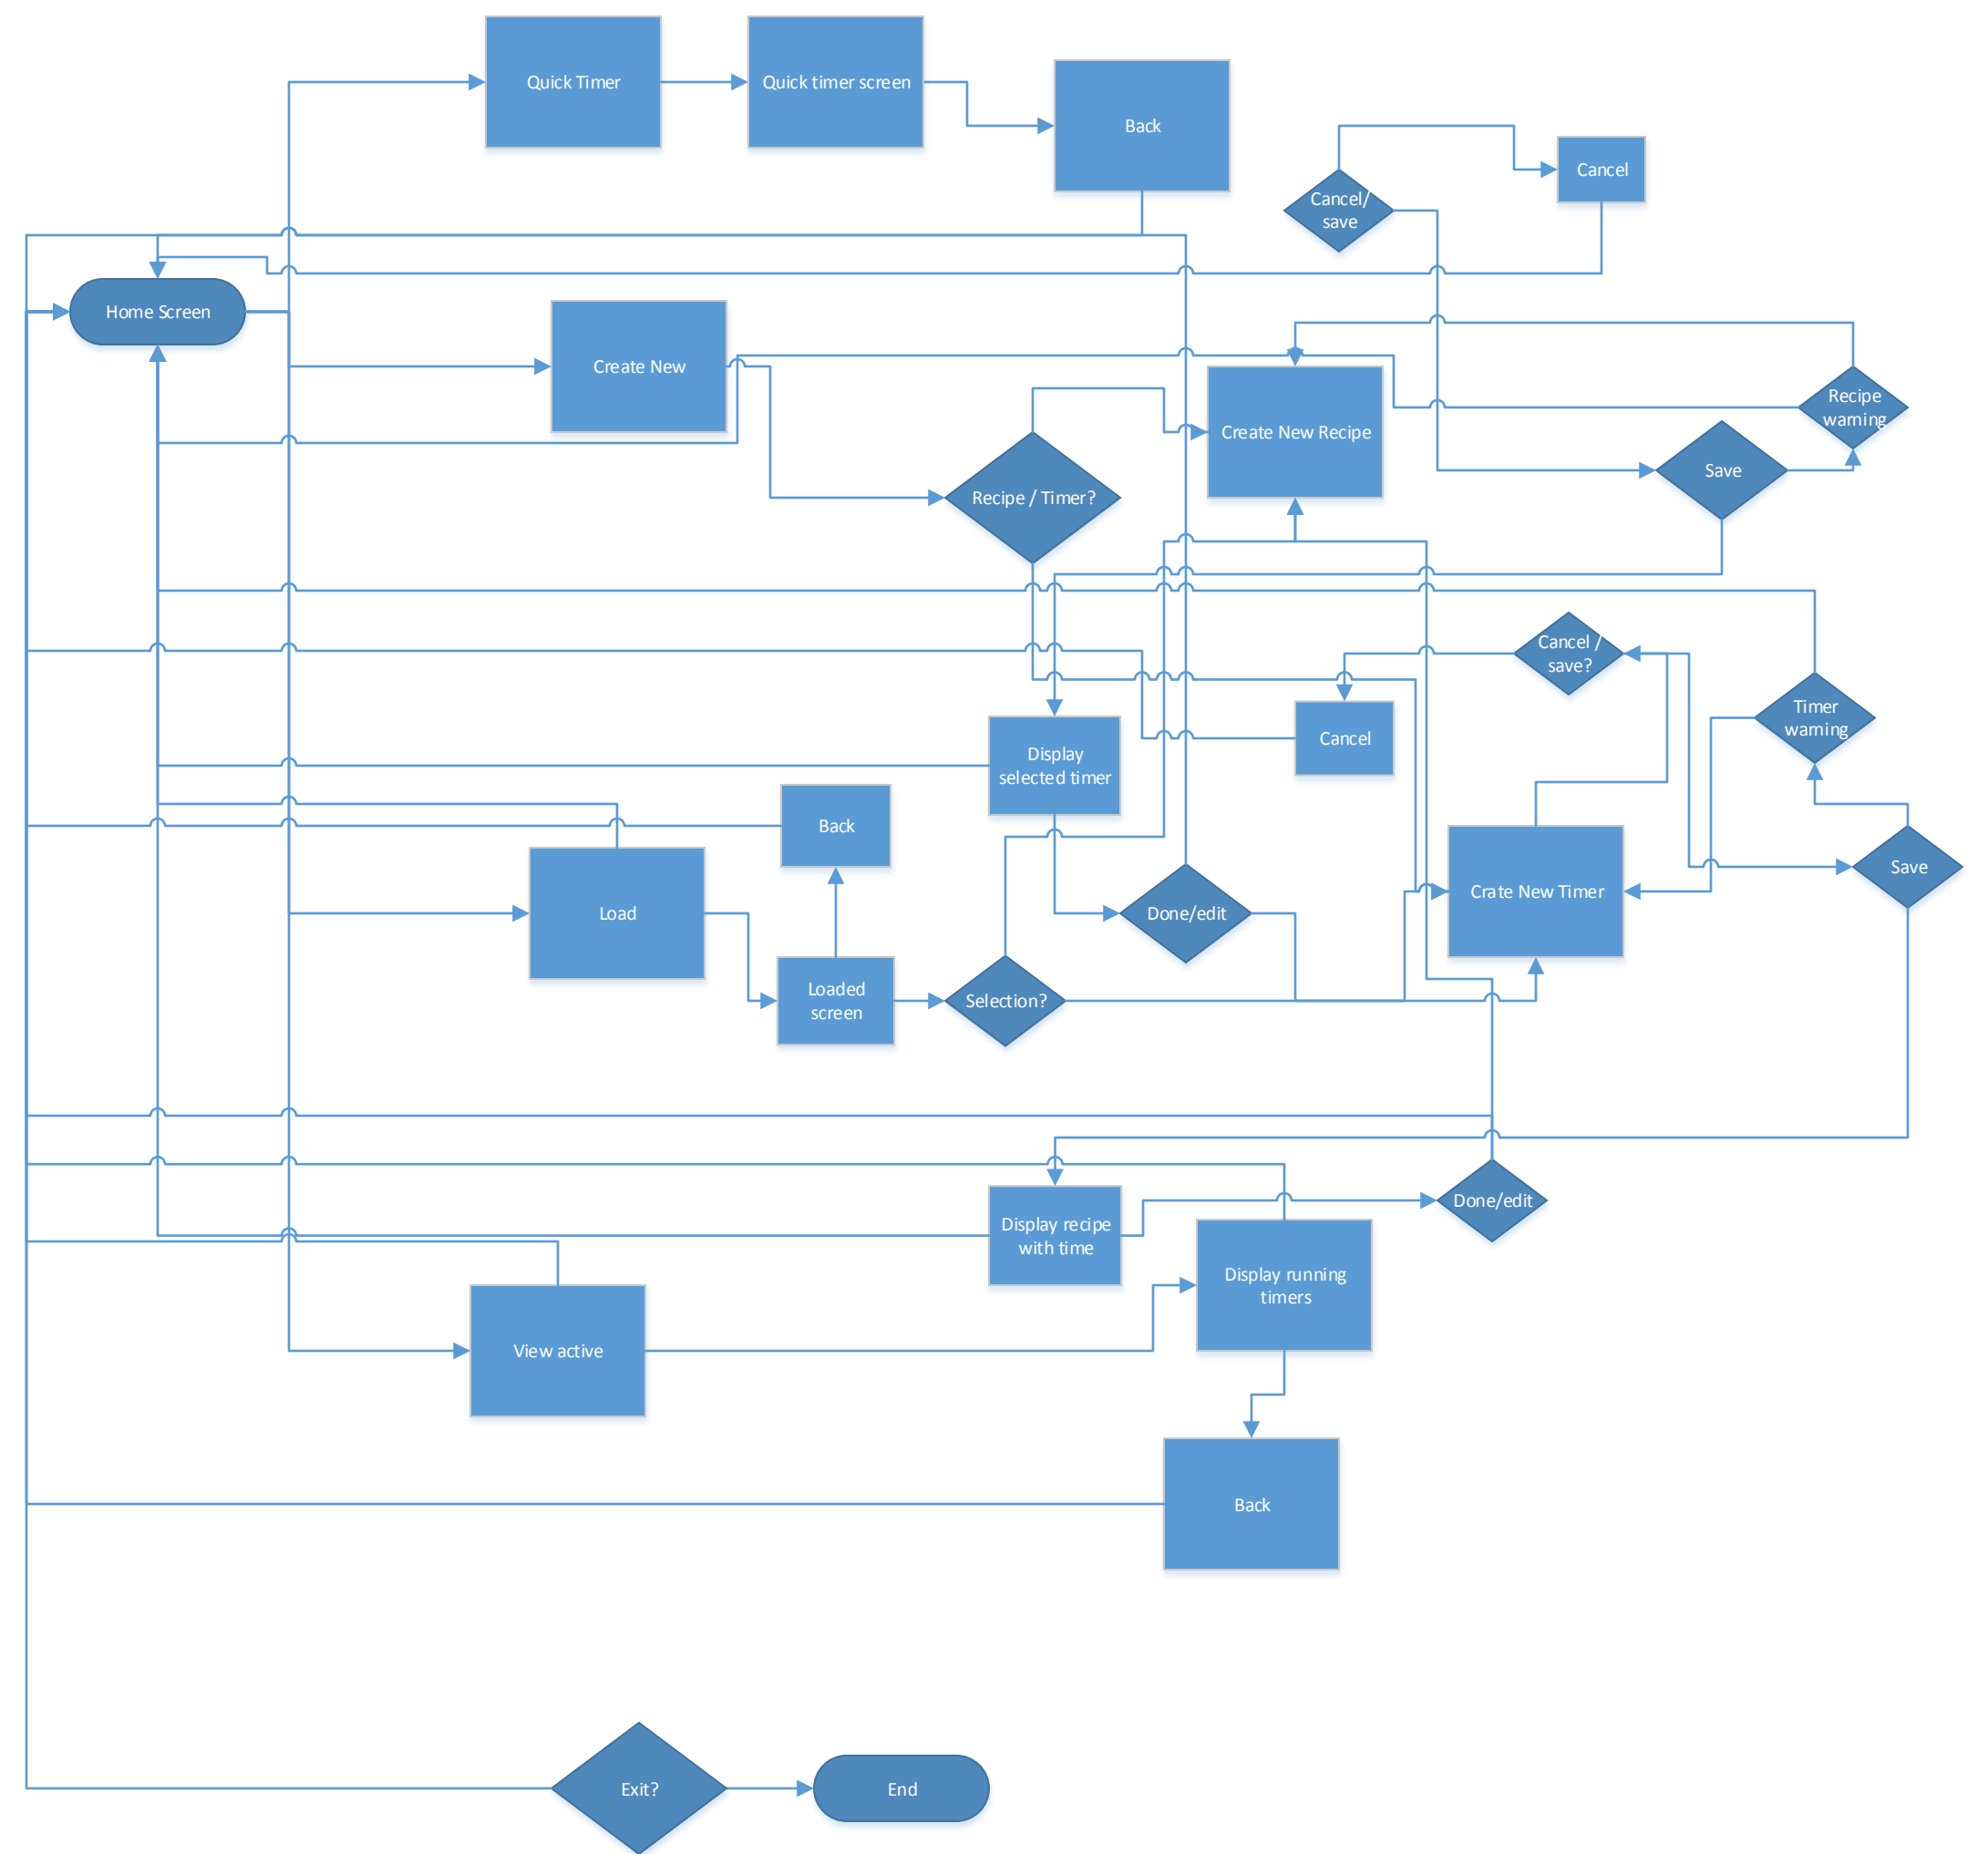 Quick Timer
Quick timer screen
Back
Cancel
Cancel/
save
Home Screen
Create New
Create New Recipe
Recipe
warning
Save
Recipe / Timer?
Cancel /
save?
Timer
warning
Cancel
Display
selected timer
Back
Save
Crate New Timer
Load
Done/edit
Loaded
screen
Selection?
Done/edit
Display recipe
with time
Display running
timers
View active
Back
Exit?
End